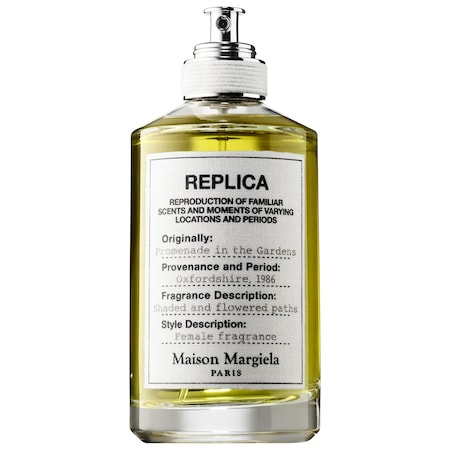 REPLICA
REPRODUCTION OF FAMILIAR
SCENTS AND MOMENTS OF VARYING
LOCATIONS AND PERIODS
Originally:
Promenade in the Gardens
Provenance and Period:
Oxfordshire, 1986
Fragrance Description:
Shaded and flowered paths
Style Description:
Female fragrance
Maison Margiela
PARIS